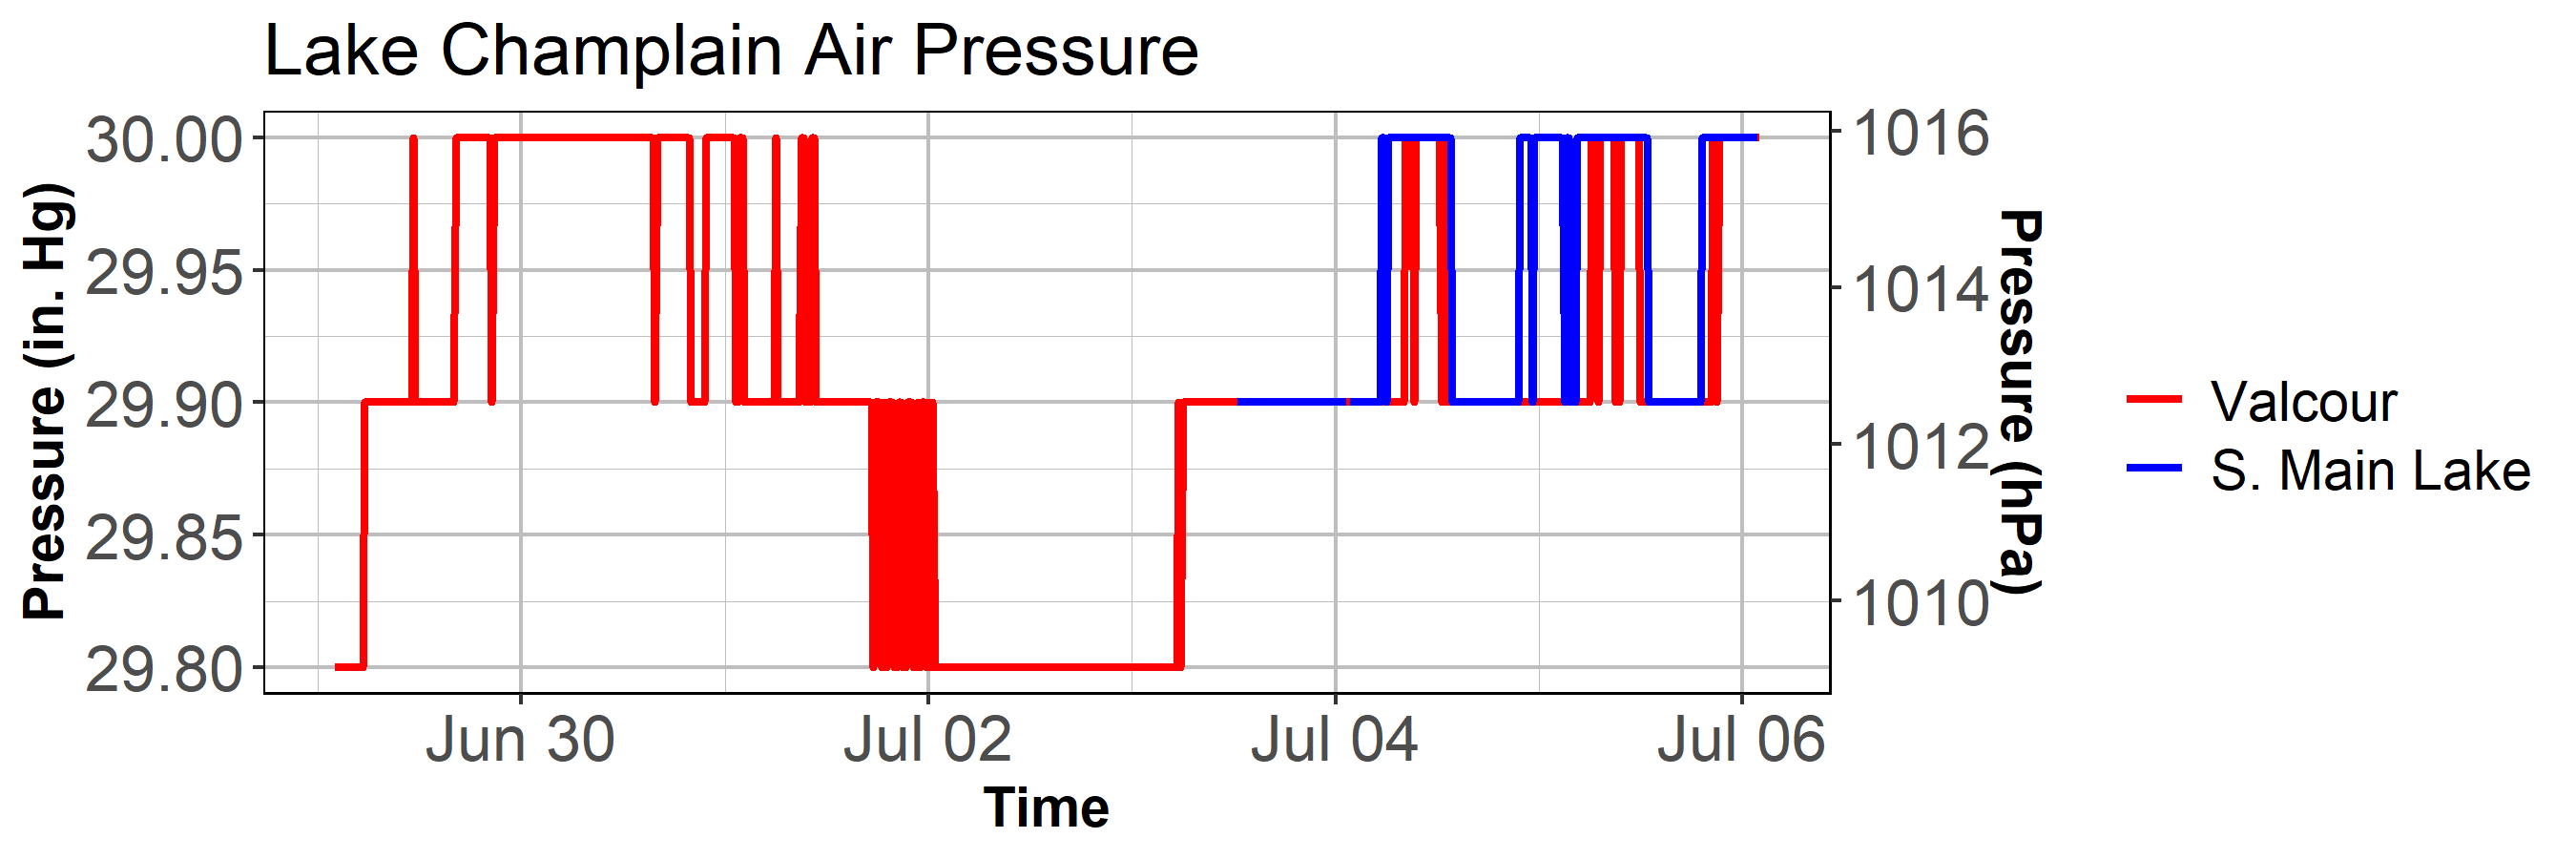 Lake Champlain Air Pressure
Pressure (in. Hg)
30.00
29.95
29.90
29.85
29.80
1016
1014
1012
1010
Pressure (hPa)
Jun 30
Jul 02
Jul 04
Jul 06
Time
Valcour
S. Main Lake